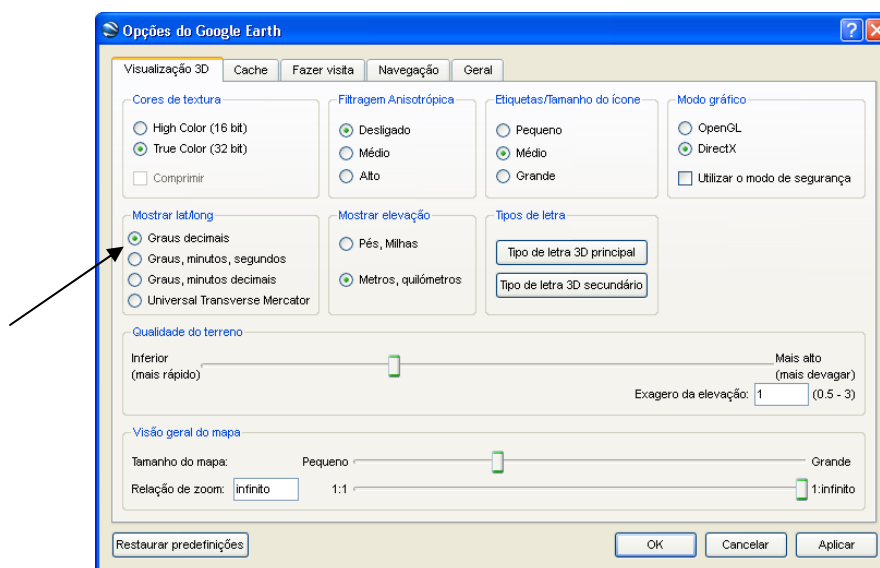 Opções do Google Earth
Visualização 3D Cache Fazer visita Navegação Geral
Cores de textura
High Color (16 bit)
True Color (32 bit)
Comprimir
Filtragem Anisotrópica
Desligado
Médio
Alto
Etiquetas/Tamanho do ícone
Pequeno
Médio
Grande
Modo gráfico
OpenGL
DirectX
Utilizar o modo de segurança
Mostrar lat/long
Graus decimais
Graus, minutos, segundos
Graus, minutos decimais
Universal Transverse Mercator
Mostrar elevação
Pés, Milhas
Metros, quilómetros
Tipos de letra
Tipo de letra 3D principal
Tipo de letra 3D secundário
Qualidade do terreno
Inferior
(mais rápido)
Mais alto
(mais devagar)
Exagero da elevação: 1 (0.5 - 3)
Visão geral do mapa
Tamanho do mapa: Pequeno Grande
Relação de zoom: infinito 1:1 1:infinito
Restaurar predefinições OK Cancelar Aplicar